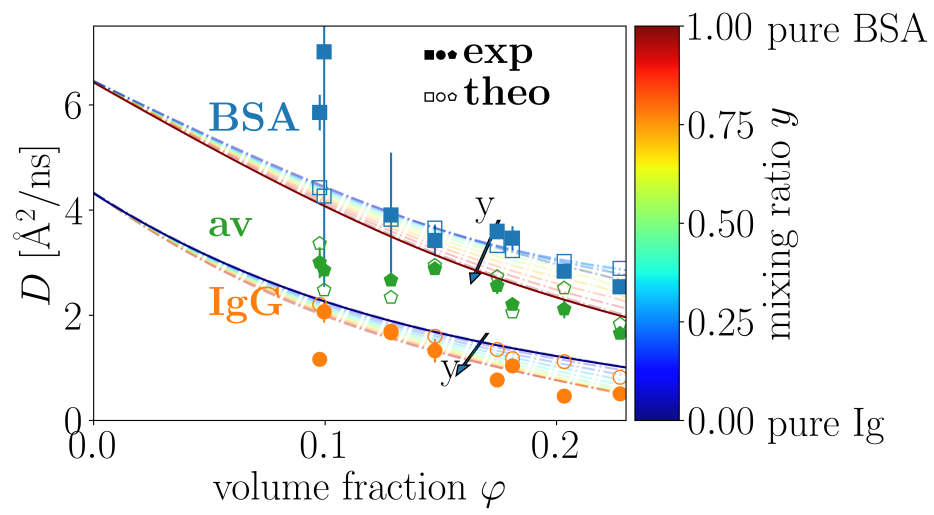 1.00 pure BSA
exp
theo
6
BSA
0.75
y
4
av
0.50
IgG
2
0.25
y
0
0.00 pure Ig
0.0
0.1
0.2
D [Å²/ns]
mixing ratio y
volume fraction φ